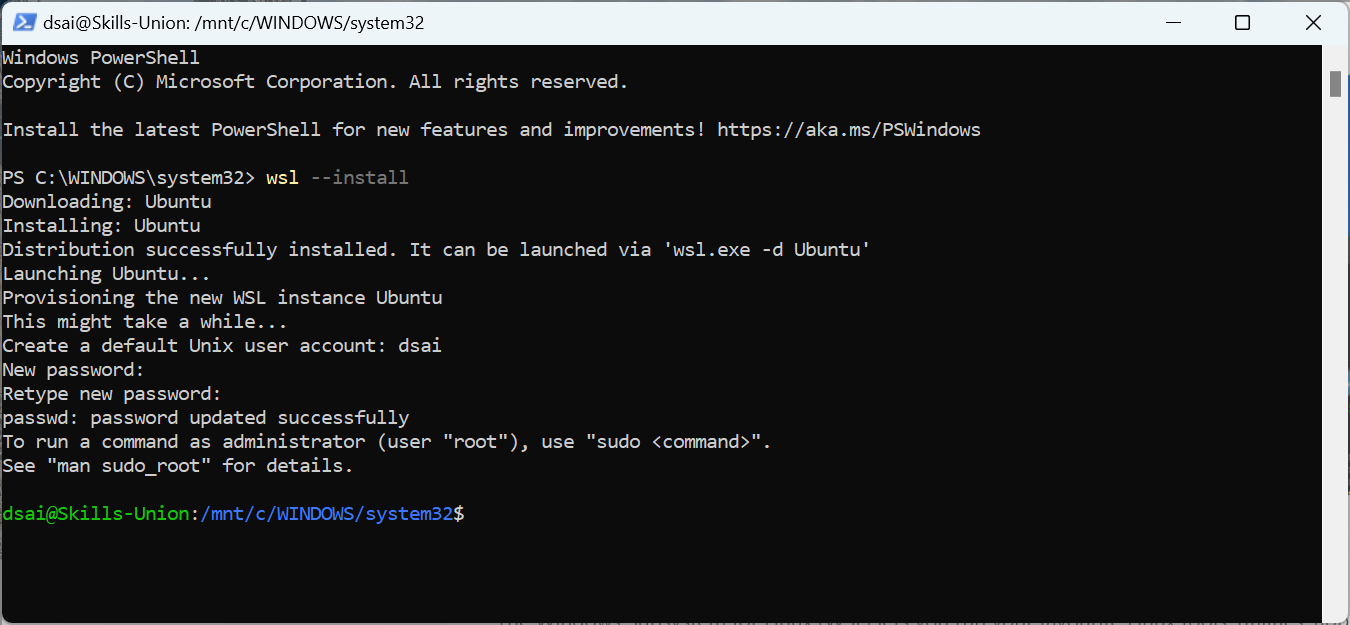 dsai@Skills-Union: /mnt/c/WINDOWS/system32
Windows PowerShell
Copyright (C) Microsoft Corporation. All rights reserved.
Install the latest PowerShell for new features and improvements! https://aka.ms/PSWindows
PS C:\WINDOWS\system32> wsl --install
Downloading: Ubuntu
Installing: Ubuntu
Distribution successfully installed. It can be launched via 'wsl.exe -d Ubuntu'
Launching Ubuntu...
Provisioning the new WSL instance Ubuntu
This might take a while...
Create a default Unix user account: dsai
New password:
Retype new password:
passwd: password updated successfully
To run a command as administrator (user "root"), use "sudo <command>".
See "man sudo_root" for details.
dsai@Skills-Union:/mnt/c/WINDOWS/system32$